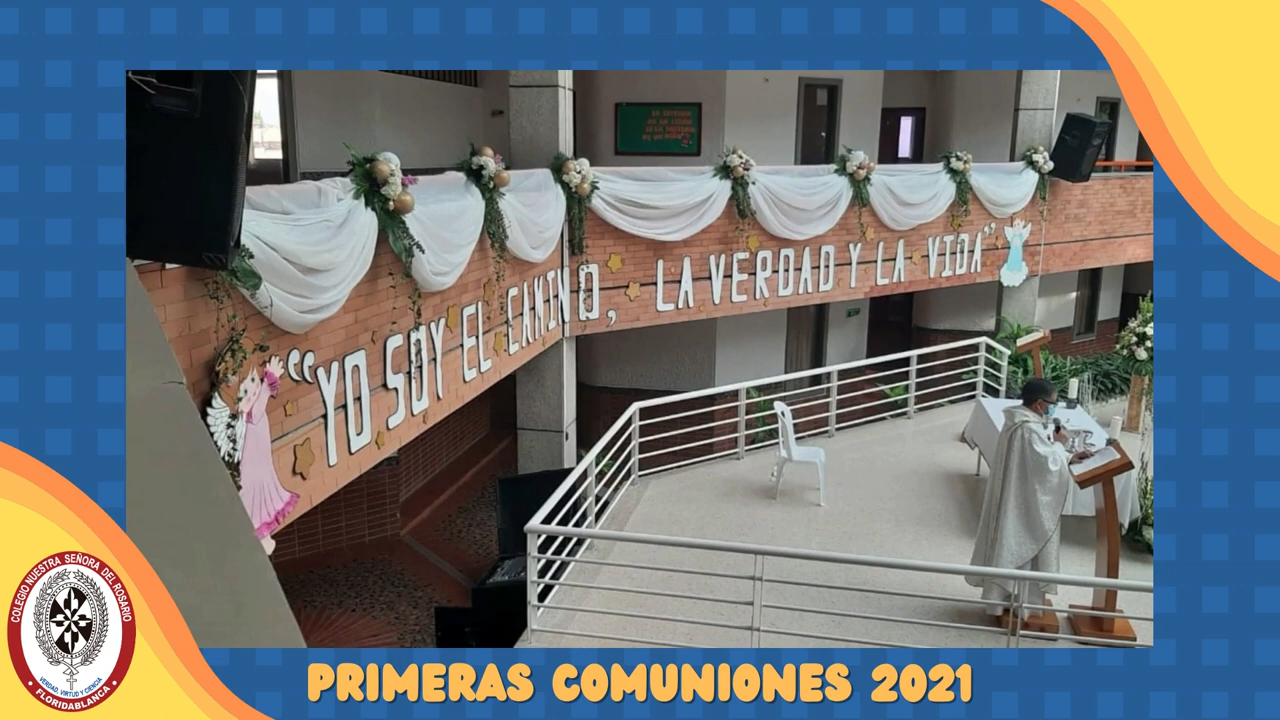 “YO SOY EL CAMINO, LA VERDAD Y LA VIDA”
COLEGIO NUESTRA SEÑORA DEL ROSARIO
VERDAD, VIRTUD Y CIENCIA
• FLORIDABLANCA •
PRIMERAS COMUNIONES 2021